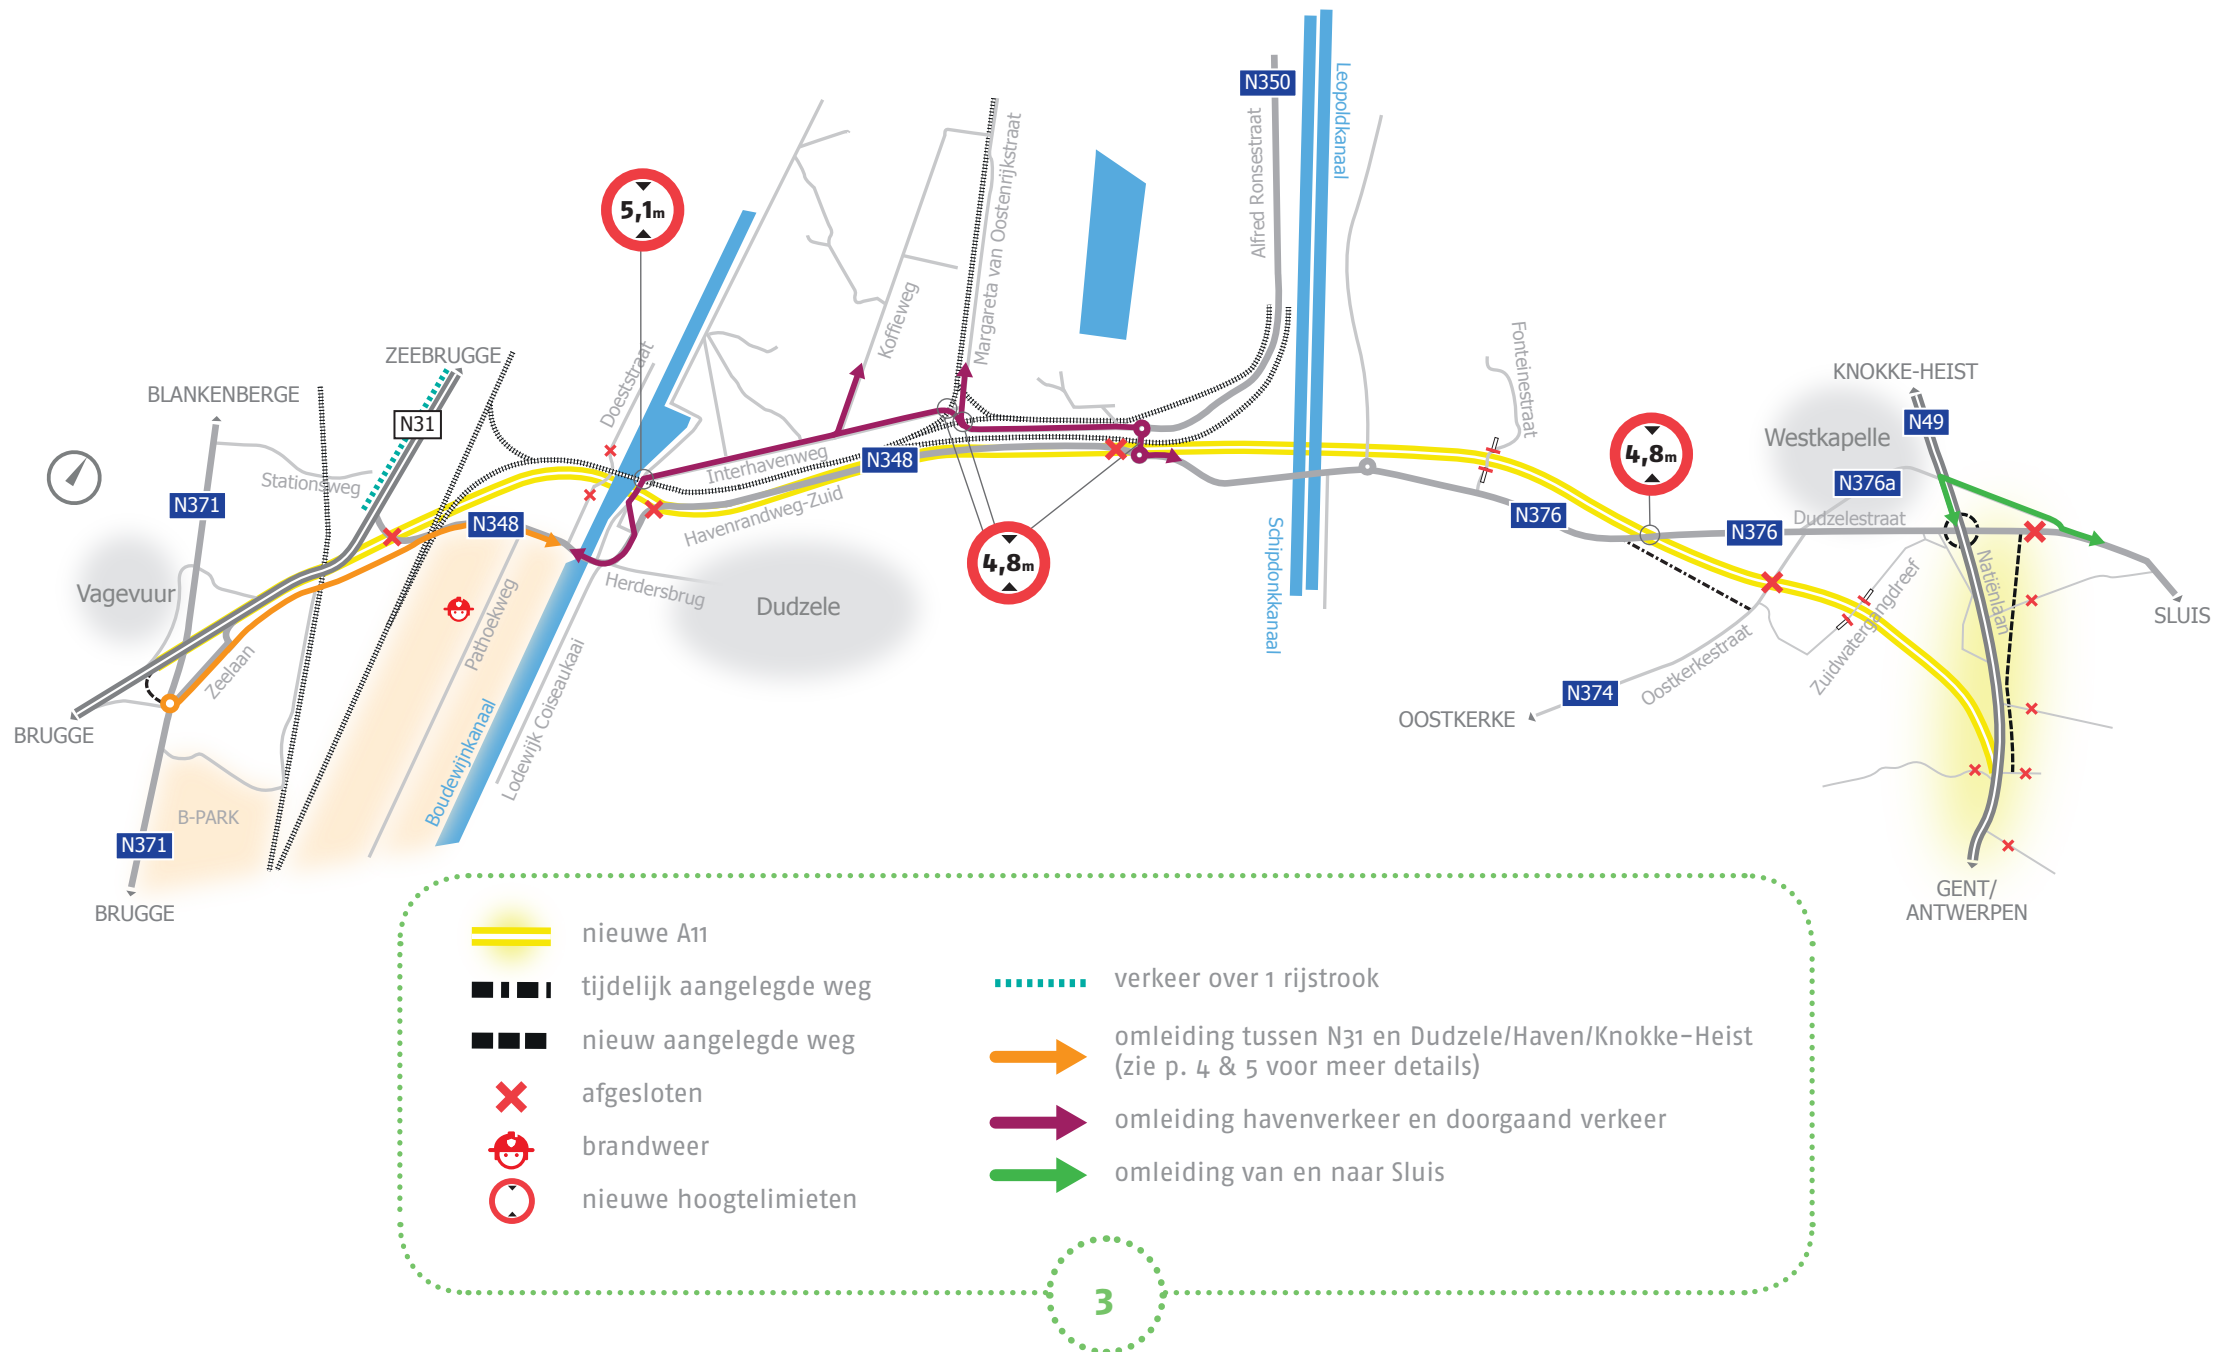 N350
Leopoldkanaal
Alfred Ronsestraat
Margareta van Oostenrijkstraat
5,1m
Koffieweg
Doeststraat
Fonteinestraat
ZEEBRUGGE
BLANKENBERGE
N31
KNOKKE-HEIST
N49
Westkapelle
4,8m
N348
Interhavenweg
Stationsweg
N376a
N371
Havenrandweg-Zuid
N348
N376
N376
Dudzelestraat
Schipdonkkanaal
4,8m
Vagevuur
Herdersbrug
Dudzele
Natiënlaan
Pathoekweg
Zuidwatergangdreef
SLUIS
Zeelaan
Oostkerkestraat
N374
OOSTKERKE
BRUGGE
Lodewijk Coiseaukaai
Boudewijnkanaal
B-PARK
N371
BRUGGE
GENT/
ANTWERPEN
nieuwe A11
tijdelijk aangelegde weg
nieuw aangelegde weg
afgesloten
brandweer
nieuwe hoogtelimieten
verkeer over 1 rijstrook
omleiding tussen N31 en Dudzele/Haven/Knokke-Heist
(zie p. 4 & 5 voor meer details)
omleiding havenverkeer en doorgaand verkeer
omleiding van en naar Sluis
3